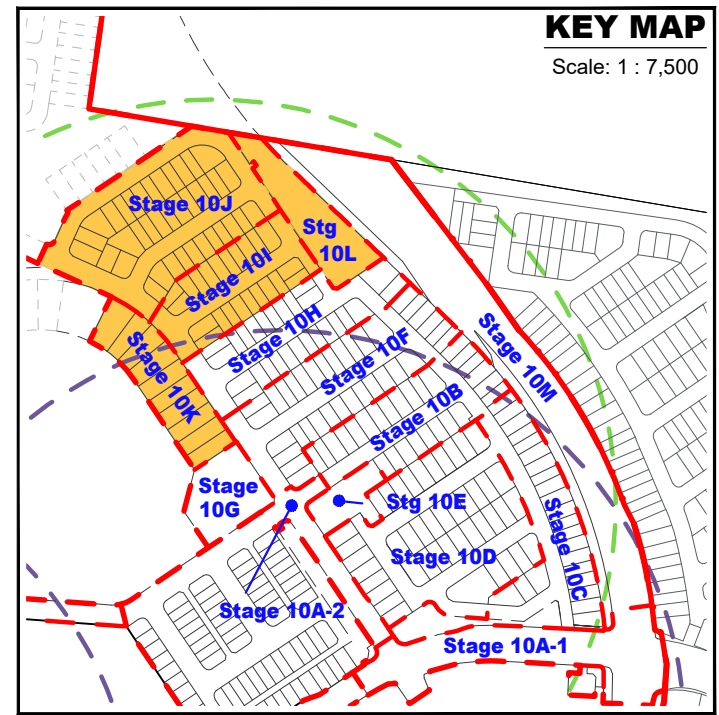 KEY MAP
Scale: 1 : 7,500
Stage 10J
Stg
10L
Stage 10I
Stage 10H
Stage 10M
Stage 10F
Stage 10K
Stage 10B
Stage
10G
Stg 10E
Stage 10C
Stage 10D
Stage 10A-2
Stage 10A-1